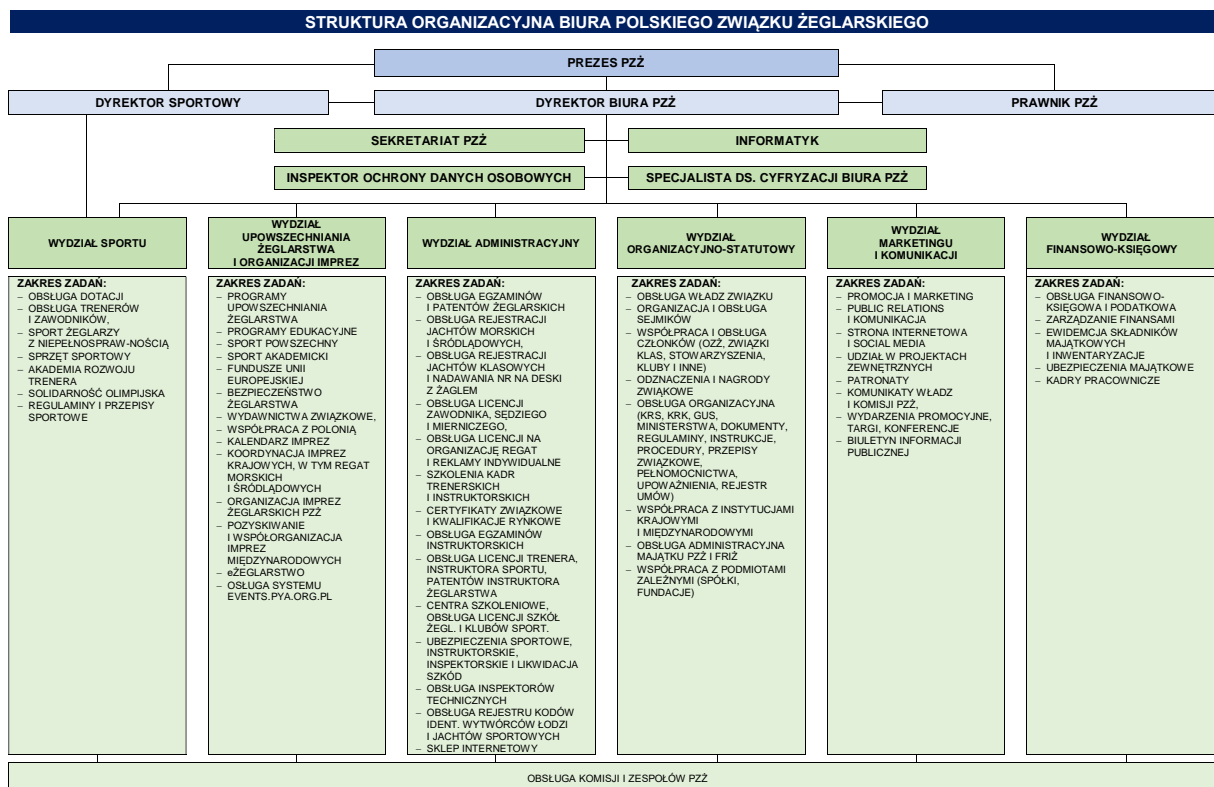 STRUKTURA ORGANIZACYJNA BIURA POLSKIEGO ZWIĄZKU ŻEGLARSKIEGO
PREZES PZŻ
DYREKTOR SPORTOWY
DYREKTOR BIURA PZŻ
PRAWNIK PZŻ
SEKRETARIAT PZŻ
INFORMATYK
INSPEKTOR OCHRONY DANYCH OSOBOWYCH
SPECJALISTA DS. CYFRYZACJI BIURA PZŻ
WYDZIAŁ SPORTU
ZAKRES ZADAŃ:
– OBSŁUGA DOTACJI
– OBSŁUGA TRENERÓW
I ZAWODNIKÓW,
– SPORT ŻEGLARZY
Z NIEPEŁNOSPRAW-NOŚCIĄ
– SPRZĘT SPORTOWY
– AKADEMIA ROZWOJU
TRENERA
– SOLIDARNOŚĆ OLIMPIJSKA
– REGULAMINY I PRZEPISY
SPORTOWE
WYDZIAŁ
UPOWSZECHNIANIA
ŻEGLARSTWA
I ORGANIZACJI IMPREZ
ZAKRES ZADAŃ:
– PROGRAMY
UPOWSZECHNIANIA
ŻEGLARSTWA
– PROGRAMY EDUKACYJNE
– SPORT POWSZECHNY
– SPORT AKADEMICKI
– FUNDUSZE UNII
EUROPEJSKIEJ
– BEZPIECZEŃSTWO
ŻEGLARSTWA
– WYDAWNICTWA ZWIĄZKOWE,
– WSPÓŁPRACA Z POLONIĄ
– KALENDARZ IMPREZ
– KOORDYNACJA IMPREZ
KRAJOWYCH, W TYM REGAT
MORSKICH
I ŚRÓDLĄDOWYCH
– ORGANIZACJA IMPREZ
ŻEGLARSKICH PZŻ
– POZYSKIWANIE
I WSPÓŁORGANIZACJA
IMPREZ
MIĘDZYNARODOWYCH
– eŻEGLARSTWO
– OSŁUGA SYSTEMU
EVENTS.PYA.ORG.PL
WYDZIAŁ ADMINISTRACYJNY
ZAKRES ZADAŃ:
– OBSŁUGA EGZAMINÓW
I PATENTÓW ŻEGLARSKICH
– OBSŁUGA REJESTRACJI
JACHTÓW MORSKICH
I ŚRÓDLĄDOWYCH,
– OBSŁUGA REJESTRACJI
JACHTÓW KLASOWYCH
I NADAWANIA NR NA DESKI
Z ŻAGLEM
– OBSŁUGA LICENCJI
ZAWODNIKA, SĘDZIEGO
I MIERNICZEGO,
– OBSŁUGA LICENCJI NA
ORGANIZACJĘ REGAT
I REKLAMY INDYWIDUALNE
– SZKOLENIA KADR
TRENERSKICH
I INSTRUKTORSKICH
– CERTYFIKATY ZWIĄZKOWE
I KWALIFIKACJE RYNKOWE
– OBSŁUGA EGZAMINÓW
INSTRUKTORSKICH
– OBSŁUGA LICENCJI TRENERA,
INSTRUKTORA SPORTU,
PATENTÓW INSTRUKTORA
ŻEGLARSTWA
– CENTRA SZKOLENIOWE,
OBSŁUGA LICENCJI SZKÓŁ
ŻEGL. I KLUBÓW SPORT.
– UBEZPIECZENIA SPORTOWE,
INSTRUKTORSKIE,
INSPEKTORSKIE I LIKWIDACJA
SZKÓD
– OBSŁUGA INSPEKTORÓW
TECHNICZNYCH
– OBSŁUGA REJESTRU KODÓW
IDENT. WYTWÓRCÓW ŁODZI
I JACHTÓW SPORTOWYCH
– SKLEP INTERNETOWY
WYDZIAŁ
ORGANIZACYJNO-STATUTOWY
ZAKRES ZADAŃ:
– OBSŁUGA WŁADZ ZWIĄZKU
– ORGANIZACJA I OBSŁUGA
SEJMIKÓW
– WSPÓŁPRACA I OBSŁUGA
CZŁONKÓW (OZŻ, ZWIĄZKI
KLAS, STOWARZYSZENIA,
KLUBY I INNE)
– ODZNACZENIA I NAGRODY
ZWIĄKOWE
– OBSŁUGA ORGANIZACYJNA
(KRS, KRK, GUS,
MINISTERSTWA, DOKUMENTY,
REGULAMINY, INSTRUKCJE,
PROCEDURY, PRZEPISY
ZWIĄZKOWE,
PEŁNOMOCNICTWA,
UPOWAŻNIENIA, REJESTR
UMÓW)
– WSPÓŁPRACA Z INSTYTUCJAMI
KRAJOWYMI
I MIĘDZYNARODOWYMI
– OBSŁUGA ADMINISTRACYJNA
MAJĄTKU PZŻ I FRIŻ
– WSPÓŁPRACA Z PODMIOTAMI
ZALEŻNYMI (SPÓŁKI,
FUNDACJE)
WYDZIAŁ
MARKETINGU
I KOMUNIKACJI
ZAKRES ZADAŃ:
– PROMOCJA I MARKETING
– PUBLIC RELATIONS
I KOMUNIKACJA
– STRONA INTERNETOWA
I SOCIAL MEDIA
– UDZIAŁ W PROJEKTACH
ZEWNĘTRZNYCH
– PATRONATY
– KOMUNIKATY WŁADZ
I KOMISJI PZŻ,
– WYDARZENIA PROMOCYJNE,
TARGI, KONFERENCJE
– BIULETYN INFORMACJI
PUBLICZNEJ
WYDZIAŁ
FINANSOWO-KSIĘGOWY
ZAKRES ZADAŃ:
– OBSŁUGA FINANSOWO-
KSIĘGOWA I PODATKOWA
– ZARZĄDZANIE FINANSAMI
– EWIDEMCJA SKŁADNIKÓW
MAJĄTKOWYCH
I INWENTARYZACJE
– UBEZPIECZENIA MAJĄTKOWE
– KADRY PRACOWNICZE
OBSŁUGA KOMISJI I ZESPOŁÓW PZŻ